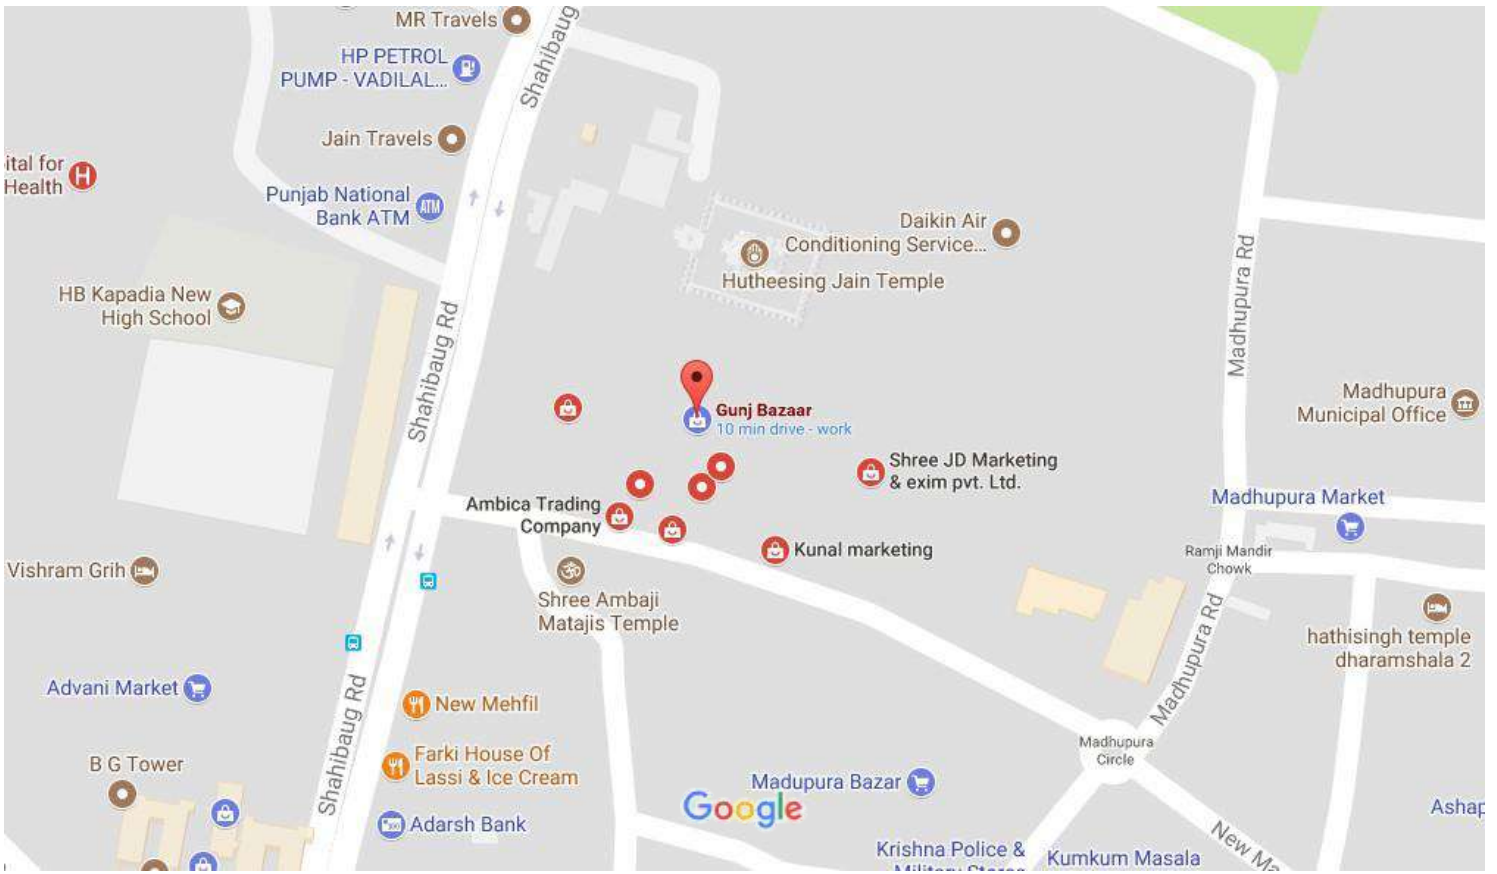 MR Travels
HP PETROL
PUMP - VADILAL...
Shahibaug
Jain Travels
ital for
Health
Punjab National
Bank ATM
ATM
H
Daikin Air
Conditioning Service...
Hutheesing Jain Temple
Madhupura Rd
HB Kapadia New
High School
Shahibaug Rd
Madhupura
Municipal Office
Gunj Bazaar
10 min drive - work
Shree JD Marketing
& exim pvt. Ltd.
Ambica Trading
Company
Madhupura Market
Kunal marketing
Ramji Mandir
Chowk
Vishram Grih
Shree Ambaji
Matajis Temple
Madhupura Rd
hathisingh temple
dharamshala 2
Advani Market
Shahibaug Rd
New Mehfil
Madhupura
Circle
Farki House Of
Lassi & Ice Cream
B G Tower
Madupura Bazar
Google
Adarsh Bank
Ashap
New Ma
Krishna Police &
Military Stores
Kumkum Masala